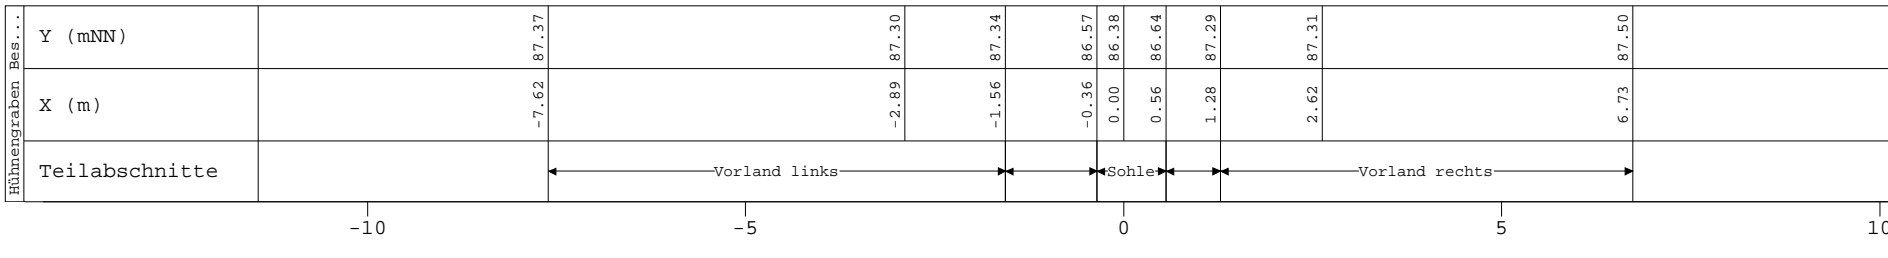 Hühnengraben Bes...
Y (mNN) 87.37 87.30 87.34 86.57 86.38 86.64 87.29 87.31 87.50
X (m) -7.62 -2.89 -1.56 -0.36 0.00 0.56 1.28 2.62 6.73
Teilabschnitte Vorland links Sohle Vorland rechts
-10 -5 0 5 10